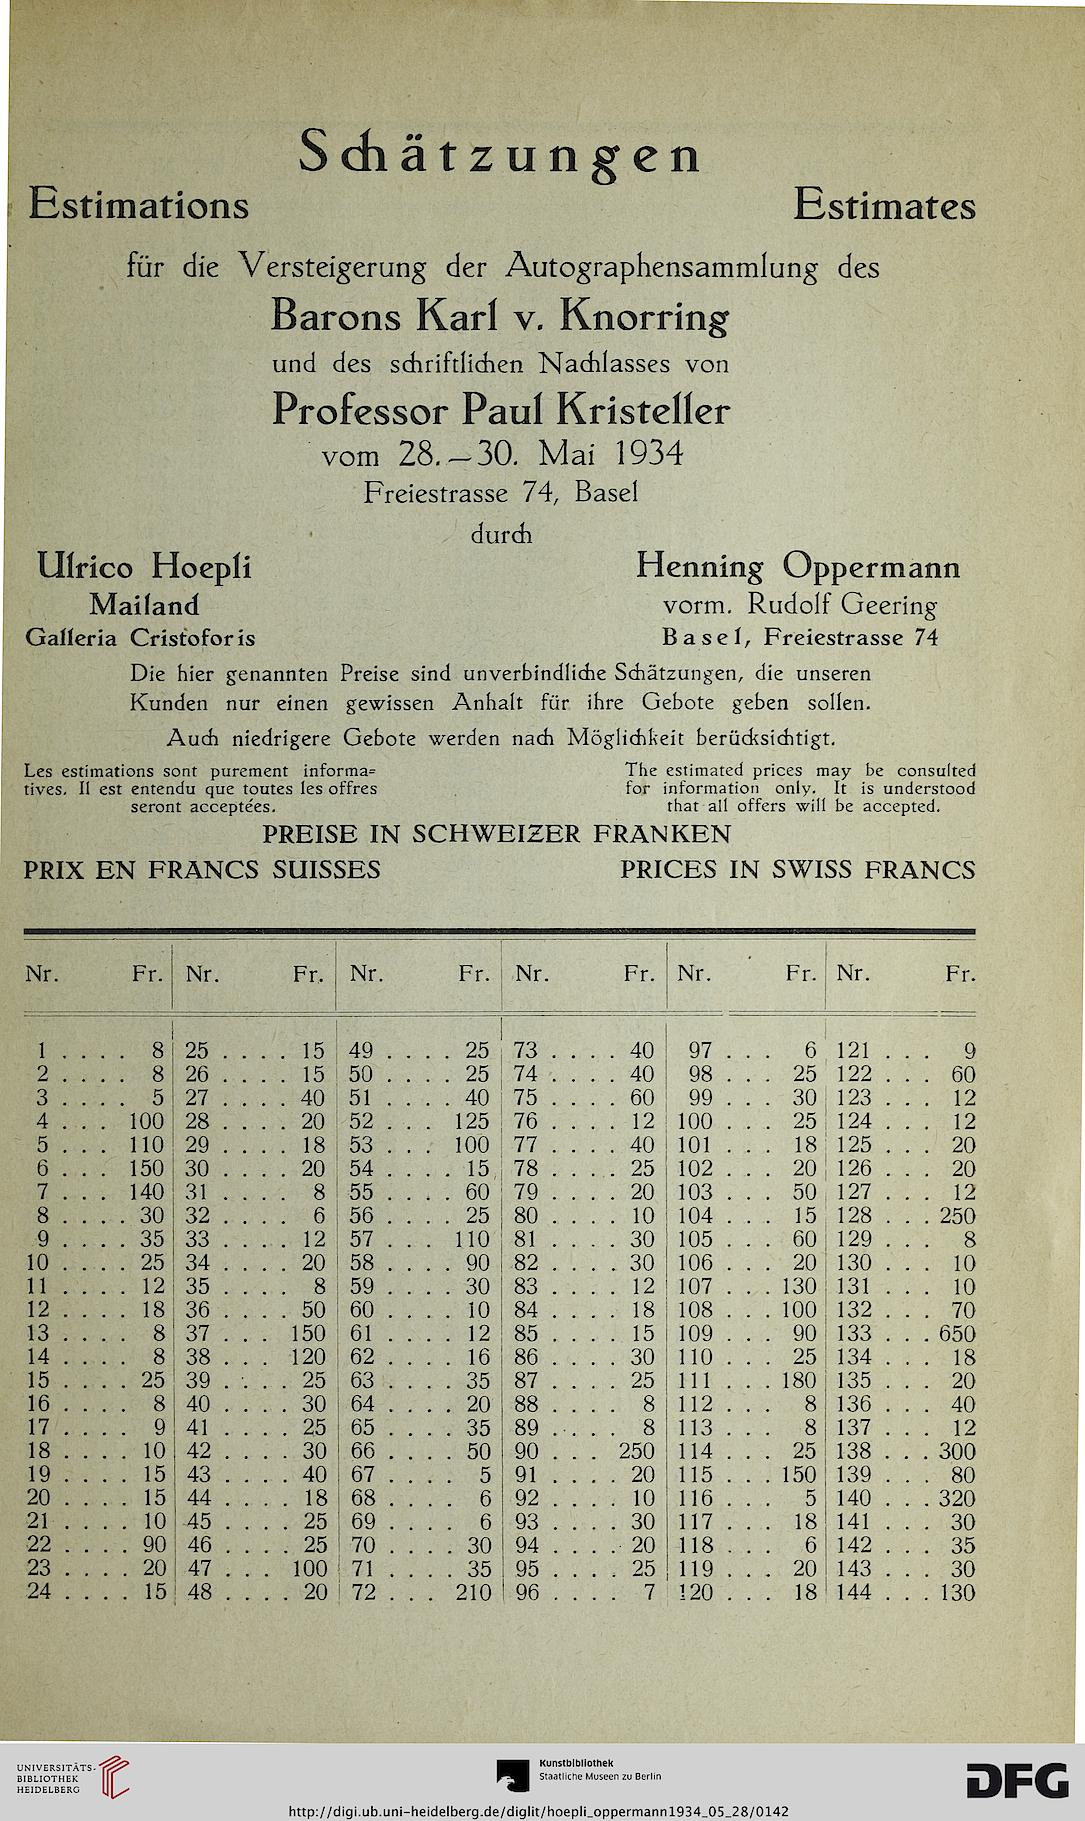 Schätzungen
Estimations Estimates
für die Versteigerung der Autographensammlung des
Barons Karl v. Knorring
und des schriftlichen Nachlasses von
Professor Paul Kristeller
vom 28.—30. Mai 1934
Freiestrasse 74, Basel
durch
Ulrico Hoepli Henning Oppermann
Mailand vorm. Rudolf Geering
Galleria Cristoforis Basel, Freiestrasse 74
Die hier genannten Preise sind unverbindliche Schätzungen, die unseren
Kunden nur einen gewissen Anhalt für ihre Gebote geben sollen.
Auch niedrigere Gebote werden nach Möglichkeit berücksichtigt.
Les estimations sont purement informa=
tives. Il est entendu que toutes les offres
seront acceptées.
The estimated prices may be consulted
for information only. It is understood
that all offers will be accepted.
PREISE IN SCHWEIZER FRANKEN
PRIX EN FRANCS SUISSES PRICES IN SWISS FRANCS
Nr. Fr. Nr. Fr. Nr. Fr. Nr. Fr. Nr. Fr. Nr. Fr.
1 . . . . 8 25 . . . . 15 49 . . . . 25 73 . . . . 40 97 . . . 6 121 . . . 9
2 . . . . 8 26 . . . . 15 50 . . . . 25 74 . . . . 40 98 . . . 25 122 . . . 60
3 . . . . 5 27 . . . . 40 51 . . . . 40 75 . . . . 60 99 . . . 30 123 . . . 12
4 . . . 100 28 . . . . 20 52 . . . 125 76 . . . . 12 100 . . . 25 124 . . . 12
5 . . . 110 29 . . . . 18 53 . . . 100 77 . . . . 40 101 . . . 18 125 . . . 20
6 . . . 150 30 . . . . 20 54 . . . . 15 78 . . . . 25 102 . . . 20 126 . . . 20
7 . . . 140 31 . . . . 8 55 . . . . 60 79 . . . . 20 103 . . . 50 127 . . . 12
8 . . . . 30 32 . . . . 6 56 . . . . 25 80 . . . . 10 104 . . . 15 128 . . . 250
9 . . . . 35 33 . . . . 12 57 . . . 110 81 . . . . 30 105 . . . 60 129 . . . 8
10 . . . . 25 34 . . . . 20 58 . . . . 90 82 . . . . 30 106 . . . 20 130 . . . 10
11 . . . . 12 35 . . . . 8 59 . . . . 30 83 . . . . 12 107 . . . 130 131 . . . 10
12 . . . . 18 36 . . . . 50 60 . . . . 10 84 . . . . 18 108 . . . 100 132 . . . 70
13 . . . . 8 37 . . . 150 61 . . . . 12 85 . . . . 15 109 . . . 90 133 . . . 650
14 . . . . 8 38 . . . 120 62 . . . . 16 86 . . . . 30 110 . . . 25 134 . . . 18
15 . . . . 25 39 . . . . 25 63 . . . . 35 87 . . . . 25 111 . . . 180 135 . . . 20
16 . . . . 8 40 . . . . 30 64 . . . . 20 88 . . . . 8 112 . . . 8 136 . . . 40
17 . . . . 9 41 . . . . 25 65 . . . . 35 89 . . . . 8 113 . . . 8 137 . . . 12
18 . . . . 10 42 . . . . 30 66 . . . . 50 90 . . . 250 114 . . . 25 138 . . . 300
19 . . . . 15 43 . . . . 40 67 . . . . 5 91 . . . . 20 115 . . . 150 139 . . . 80
20 . . . . 15 44 . . . . 18 68 . . . . 6 92 . . . . 10 116 . . . 5 140 . . . 320
21 . . . . 10 45 . . . . 25 69 . . . . 6 93 . . . . 30 117 . . . 18 141 . . . 30
22 . . . . 90 46 . . . . 25 70 . . . . 30 94 . . . . 20 118 . . . 6 142 . . . 35
23 . . . . 20 47 . . . 100 71 . . . . 35 95 . . . . 25 119 . . . 20 143 . . . 30
24 . . . . 15 48 . . . . 20 72 . . . 210 96 . . . . 7 120 . . . 18 144 . . . 130
UNIVERSITÄTS-
BIBLIOTHEK
HEIDELBERG
Kunstbibliothek
Staatliche Museen zu Berlin
DFG
http://digi.ub.uni-heidelberg.de/diglit/hoepli_oppermann1934_05_28/0142